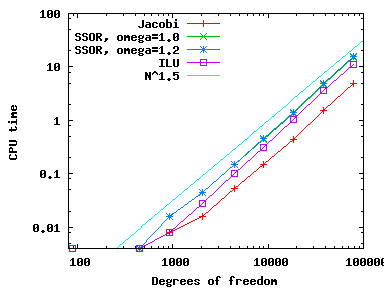 100
10
1
0.1
0.01
Jacobi
SSOR, omega=1.0
SSOR, omega=1.2
ILU
N^1.5
CPU time
100
1000
10000
100000
Degrees of freedom